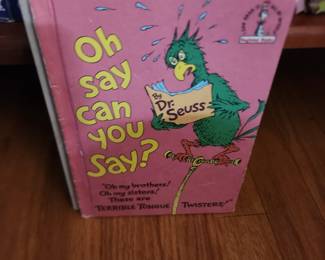 Oh
say
can
you
Say?
By
Dr.
Seuss
"Oh my brothers!
Oh my sisters!
These are
TERRIBLE TONGUE
TWISTERS!"